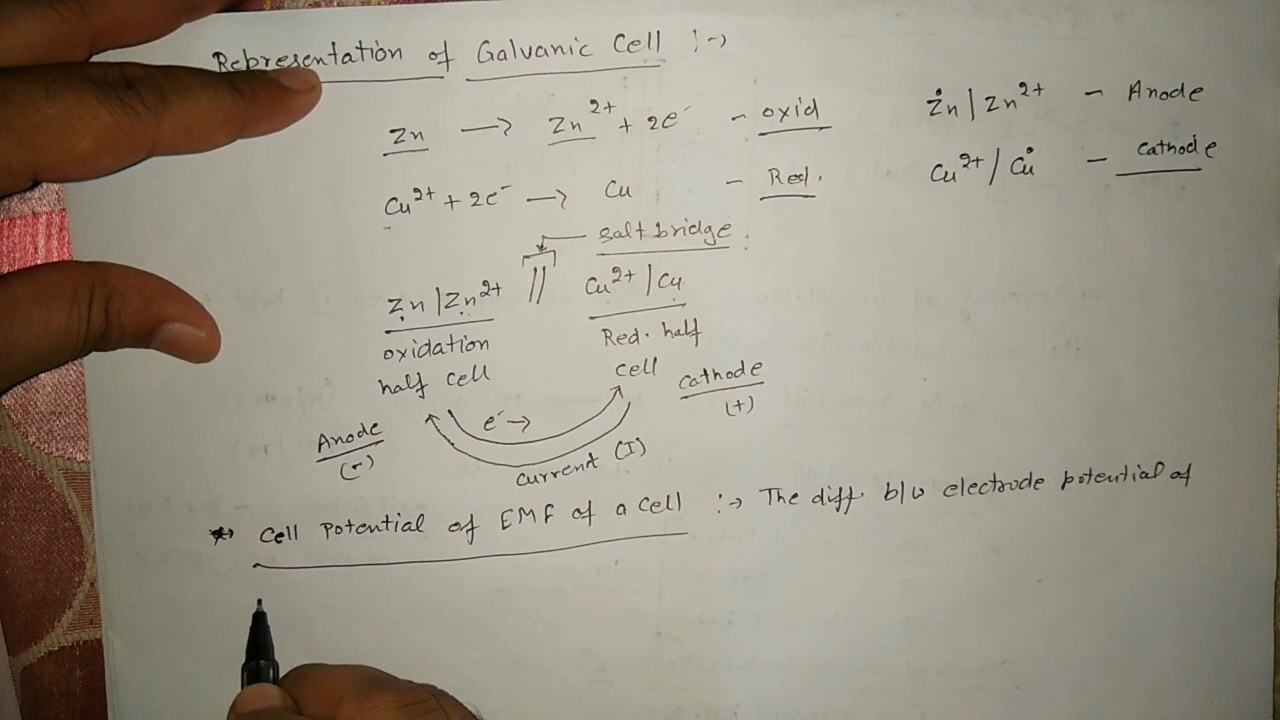 Representation of Galvanic Cell :->
Zn —> Zn²⁺ + 2e⁻ - oxid
Zn | Zn²⁺ - Anode
Cu²⁺ + 2e⁻ —> Cu - Red.
Cu²⁺ / Cu - Cathode
salt bridge.
Zn | Zn²⁺ || Cu²⁺ | Cu
oxidation
half cell
Red. half
cell
Cathode
(+)
e⁻ →
Anode
(-)
Current (I)
* Cell Potential of EMF of a Cell :-> The diff. b/w electrode potential of